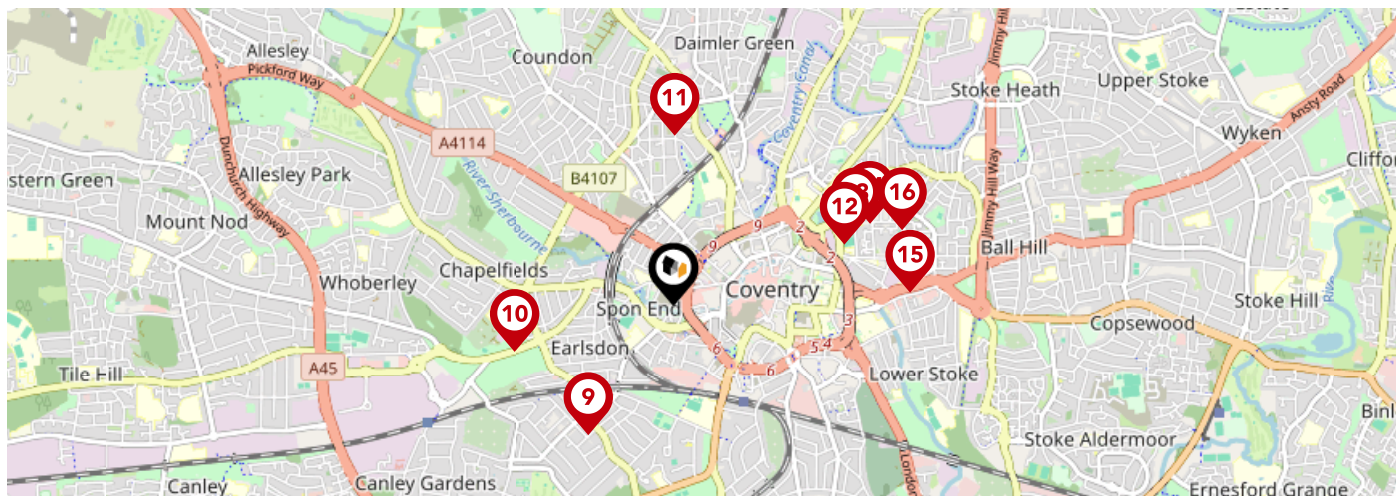 Allesley
Pickford Way
Coundon
Daimler Green
Coventry Canal
Jimmy Hill
Stoke Heath
Upper Stoke
Ansty Road
Wyken
11
A4114
B4107
Dunchurch Highway
Allesley Park
stern Green
Mount Nod
River Sherbourne
Jimmy Hill Way
Cliffor
12
16
15
9
9
2
2
Ball Hill
Whoberley
Chapelfields
Spon End
Coventry
Stoke Hill
10
Earlsdon
3
Copsewood
6
5
4
6
A45
Tile Hill
Lower Stoke
9
Binl
Stoke Aldermoor
Canley
Canley Gardens
London
Ernesford Grange